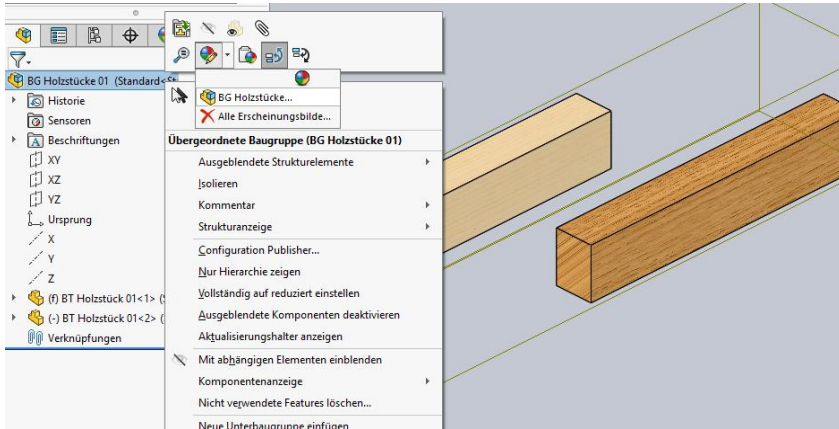 BG Holzstücke 01 (Standard<St
Historie
Sensoren
Beschriftungen
XY
XZ
YZ
Ursprung
X
Y
Z
(f) BT Holzstück 01<1> (S
(-) BT Holzstück 01<2> (
Verknüpfungen
BG Holzstücke...
Alle Erscheinungsbilde...
Übergeordnete Baugruppe (BG Holzstücke 01)
Ausgeblendete Strukturelemente
Isolieren
Kommentar
Strukturanzeige
Configuration Publisher...
Nur Hierarchie zeigen
Vollständig auf reduziert einstellen
Ausgeblendete Komponenten deaktivieren
Aktualisierungshalter anzeigen
Mit abhängigen Elementen einblenden
Komponentenanzeige
Nicht verwendete Features löschen...
Neue Unterbaugruppe einfügen